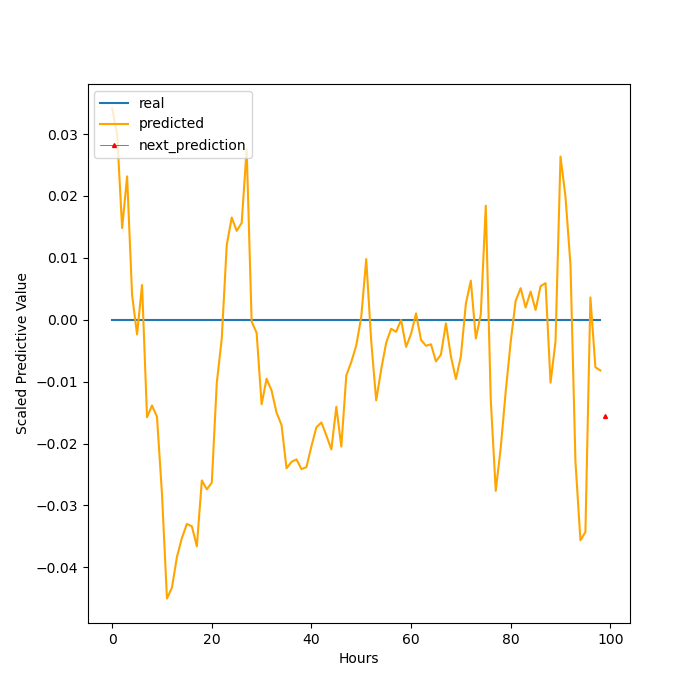 real
predicted
next_prediction
0.03
0.02
0.01
0.00
−0.01
−0.02
−0.03
−0.04
Scaled Predictive Value
0 20 40 60 80 100
Hours